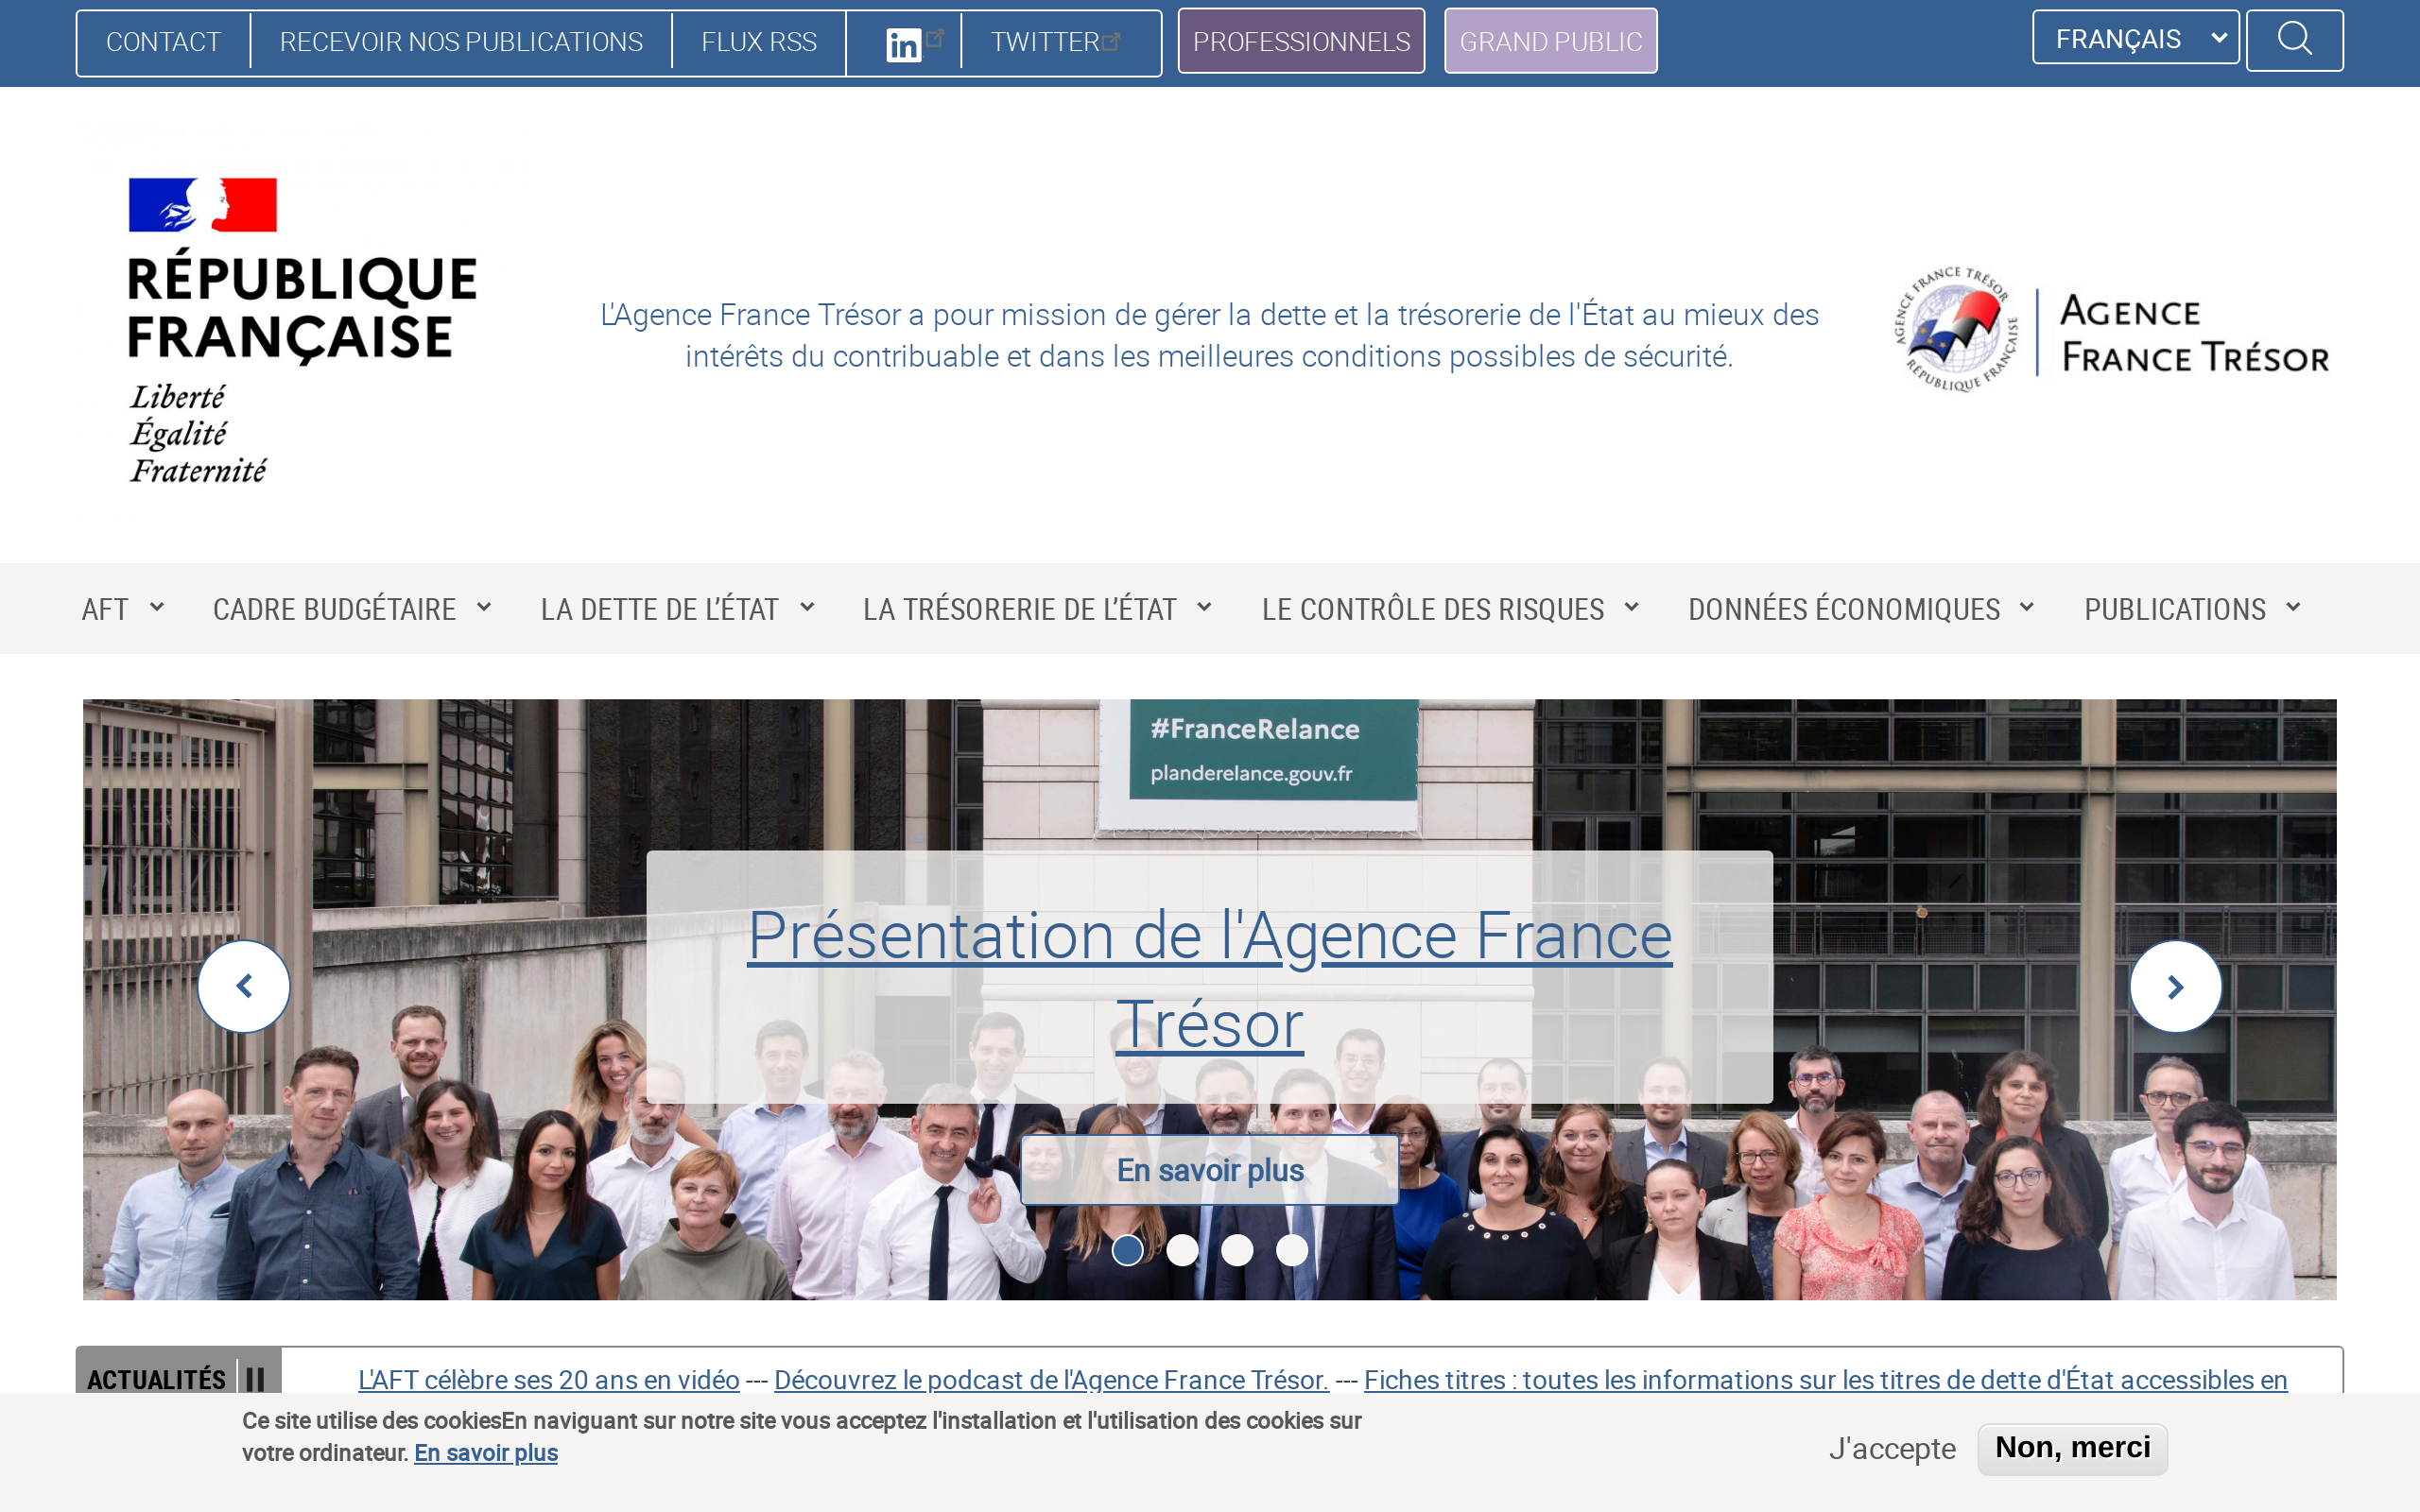 CONTACT
RECEVOIR NOS PUBLICATIONS
FLUX RSS
in
TWITTER
PROFESSIONNELS
GRAND PUBLIC
FRANÇAIS
RÉPUBLIQUE
FRANÇAISE
Liberté
Égalité
Fraternité
L'Agence France Trésor a pour mission de gérer la dette et la trésorerie de l'État au mieux des
intérêts du contribuable et dans les meilleures conditions possibles de sécurité.
AGENCE FRANCE TRÉSOR
RÉPUBLIQUE FRANÇAISE
AGENCE
FRANCE TRÉSOR
AFT
CADRE BUDGÉTAIRE
LA DETTE DE L’ÉTAT
LA TRÉSORERIE DE L’ÉTAT
LE CONTRÔLE DES RISQUES
DONNÉES ÉCONOMIQUES
PUBLICATIONS
#FranceRelance
planderelance.gouv.fr
Présentation de l'Agence France
Trésor
En savoir plus
ACTUALITÉS
L'AFT célèbre ses 20 ans en vidéo --- Découvrez le podcast de l'Agence France Trésor. --- Fiches titres : toutes les informations sur les titres de dette d'État accessibles en
Ce site utilise des cookiesEn naviguant sur notre site vous acceptez l'installation et l'utilisation des cookies sur
votre ordinateur. En savoir plus
J'accepte
Non, merci